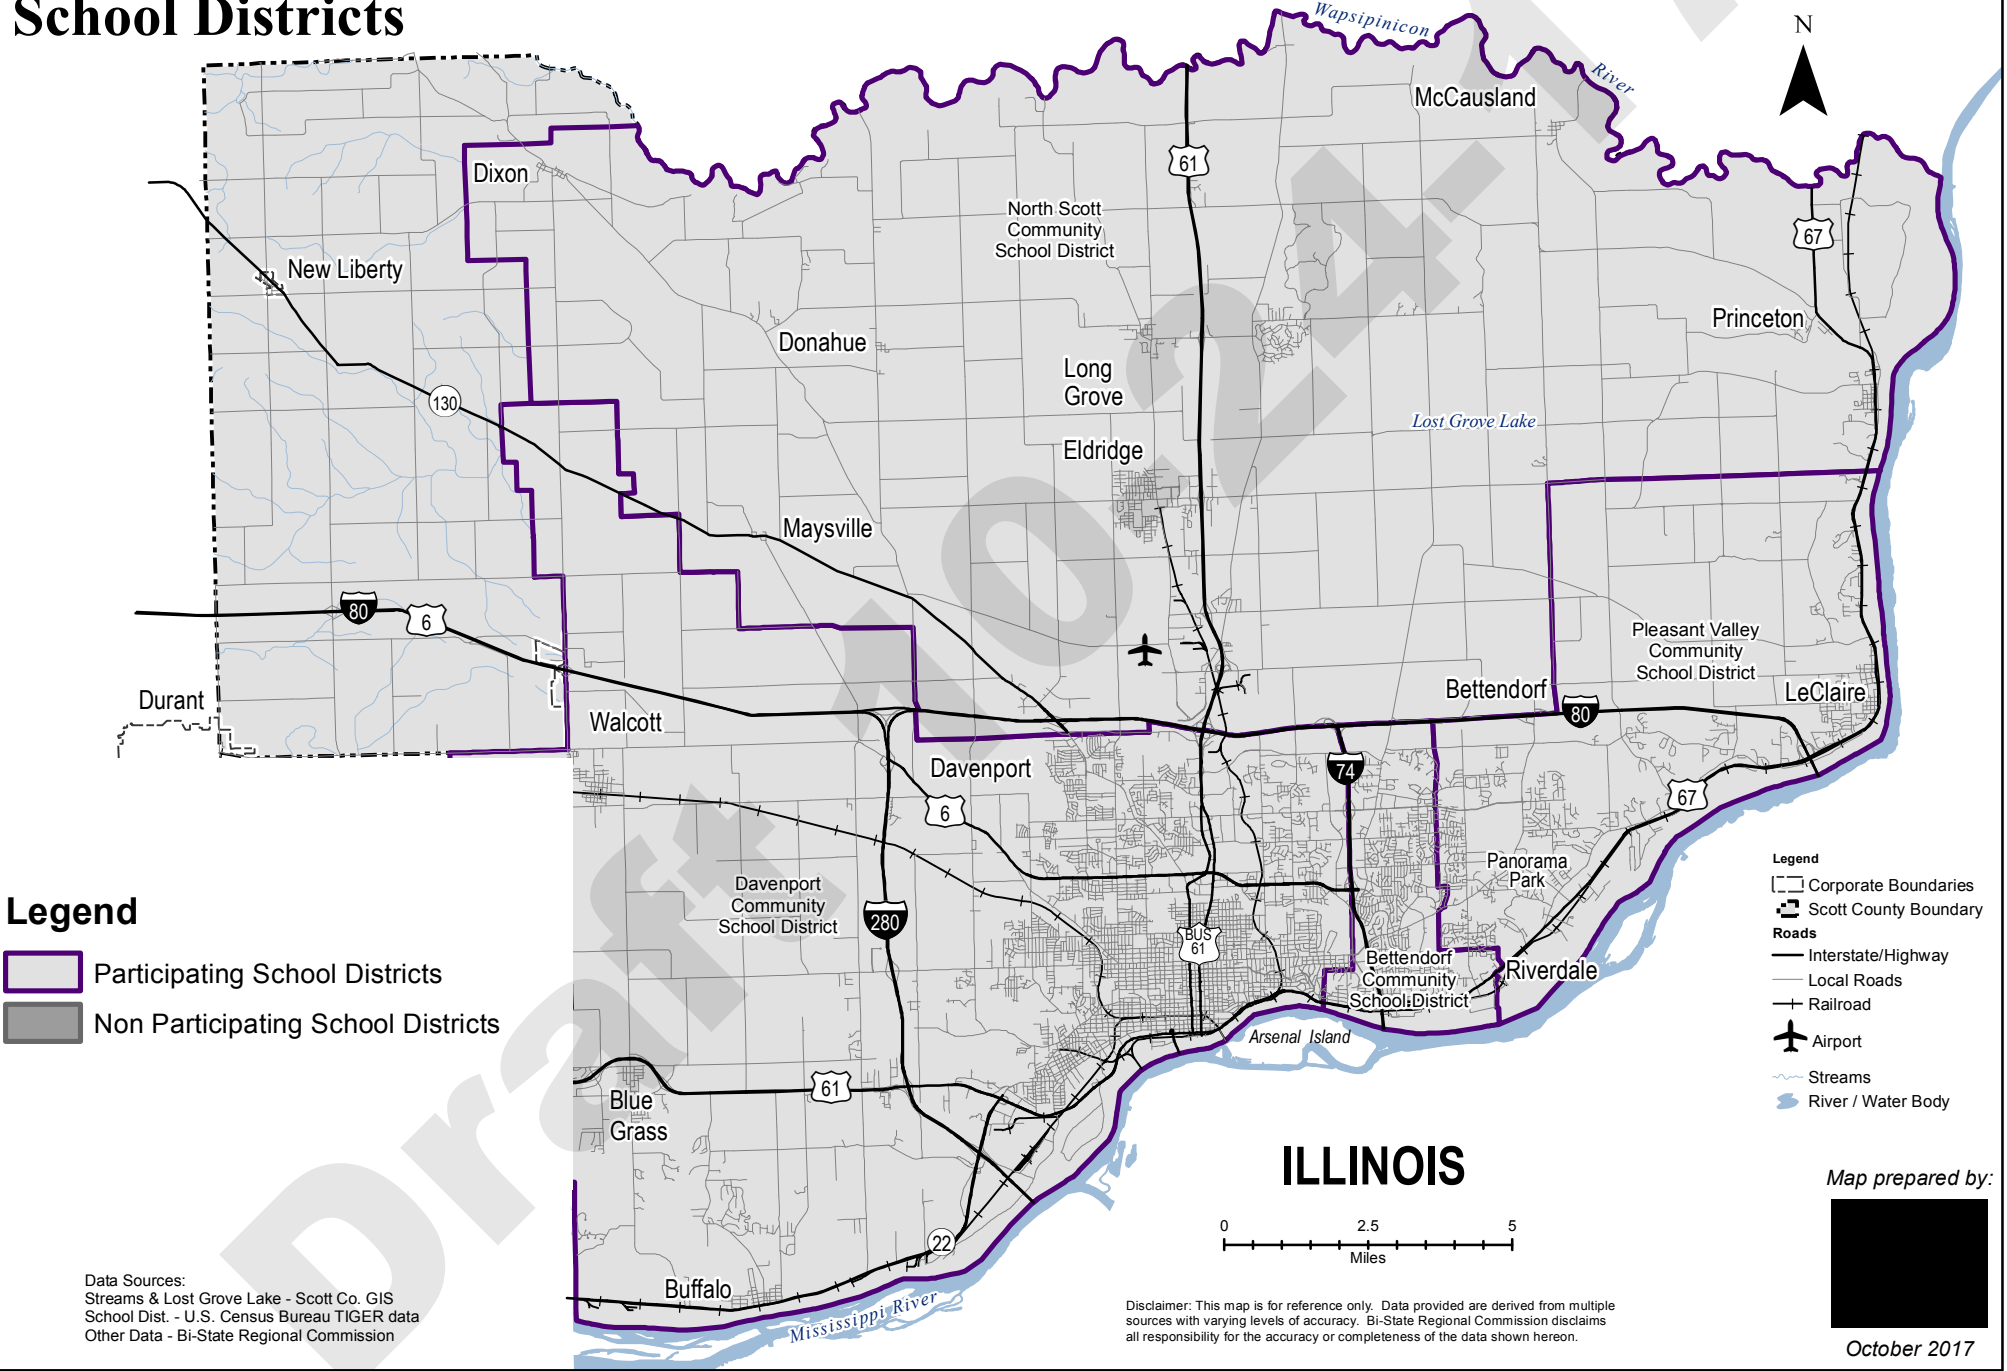 School Districts
Wapsipinicon
River
N
McCausland
61
Dixon
North Scott
Community
School District
67
New Liberty
Princeton
Donahue
Long
Grove
130
Lost Grove Lake
Eldridge
Maysville
80
6
Pleasant Valley
Community
School District
Durant
Bettendorf
LeClaire
80
Walcott
Davenport
74
67
6
Panorama
Park
Davenport
Community
School District
280
BUS
61
Bettendorf
Community
School District
Riverdale
Arsenal Island
61
Blue
Grass
22
Buffalo
Mississippi River
ILLINOIS
0 2.5 5
Miles
Legend
Participating School Districts
Non Participating School Districts
Legend
Corporate Boundaries
Scott County Boundary
Roads
Interstate/Highway
Local Roads
Railroad
Airport
Streams
River / Water Body
Map prepared by:
October 2017
Data Sources:
Streams & Lost Grove Lake - Scott Co. GIS
School Dist. - U.S. Census Bureau TIGER data
Other Data - Bi-State Regional Commission
Disclaimer: This map is for reference only. Data provided are derived from multiple
sources with varying levels of accuracy. Bi-State Regional Commission disclaims
all responsibility for the accuracy or completeness of the data shown hereon.
Draft 10-24-17